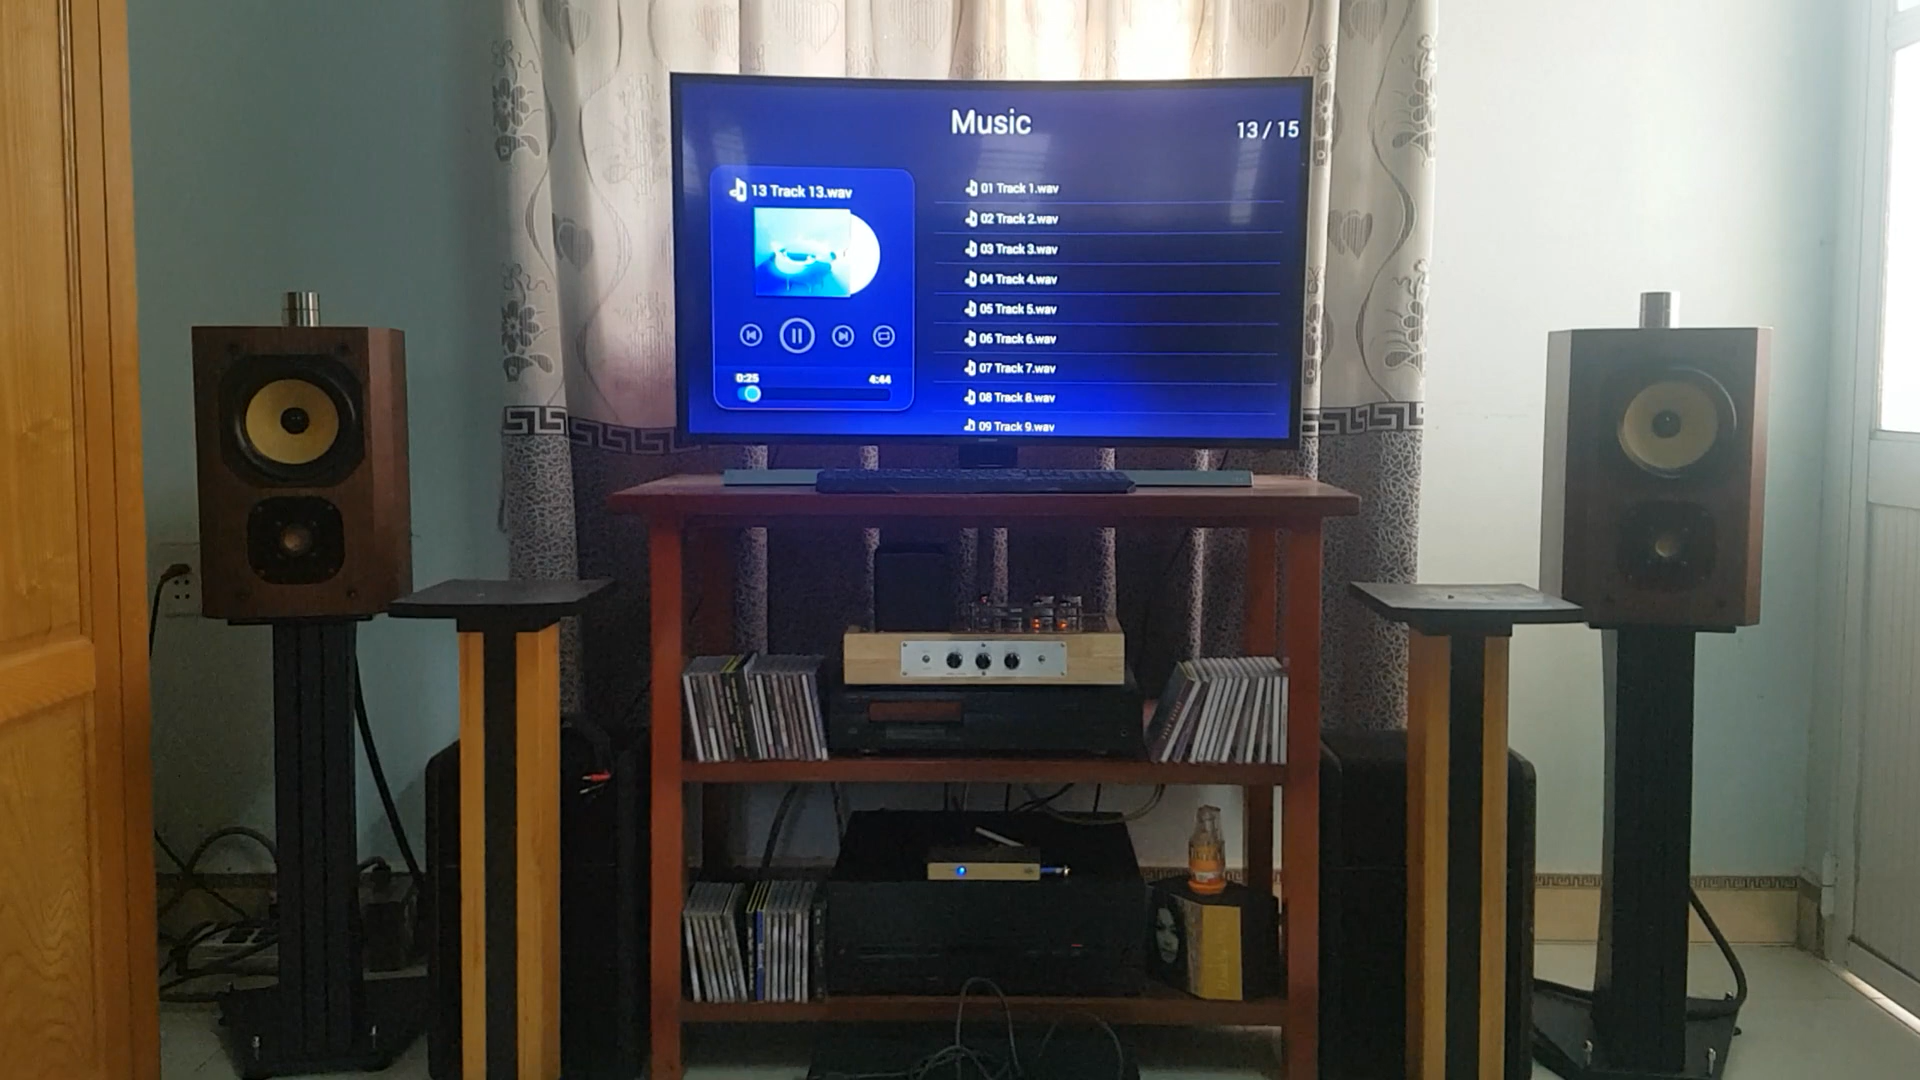 Music
13 / 15
13 Track 13.wav
0:25
4:44
01 Track 1.wav
02 Track 2.wav
03 Track 3.wav
04 Track 4.wav
05 Track 5.wav
06 Track 6.wav
07 Track 7.wav
08 Track 8.wav
09 Track 9.wav